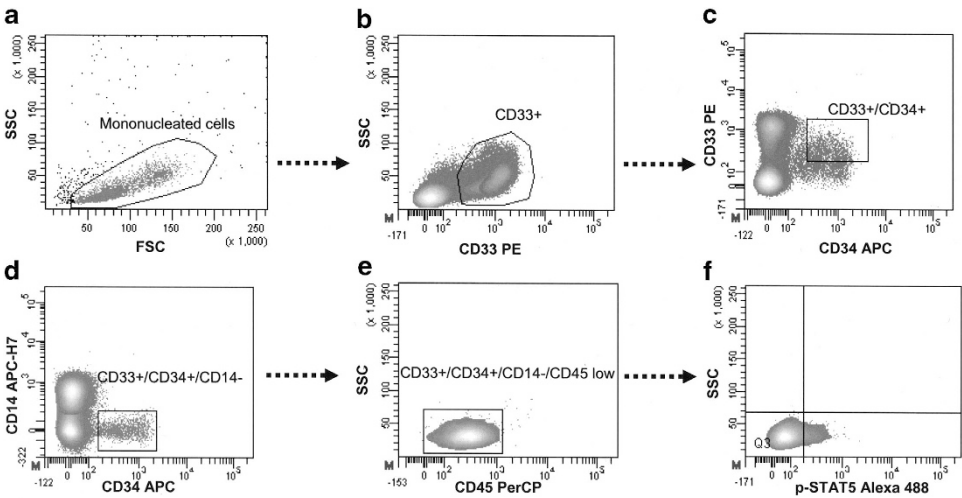 a
(x 1,000)
250
200
150
100
50
SSC
Mononucleated cells
50 100 150 200 250
(x 1,000)
FSC
b
(x 1,000)
250
200
150
100
50
SSC
CD33+
M
-171 0 10² 10³ 10⁴ 10⁵
CD33 PE
c
10⁵
10⁴
10³
10²
0
-171
CD33 PE
CD33+/CD34+
M
-122 0 10² 10³ 10⁴ 10⁵
CD34 APC
d
10⁵
10⁴
10³
0
-322
CD14 APC-H7
CD33+/CD34+/CD14-
M
-122 0 10² 10³ 10⁴ 10⁵
CD34 APC
e
(x 1,000)
250
200
150
100
50
SSC
CD33+/CD34+/CD14-/CD45 low
M
-153 0 10² 10³ 10⁴ 10⁵
CD45 PerCP
f
(x 1,000)
250
200
150
100
50
SSC
Q3
M
-171 0 10² 10³ 10⁴ 10⁵
p-STAT5 Alexa 488